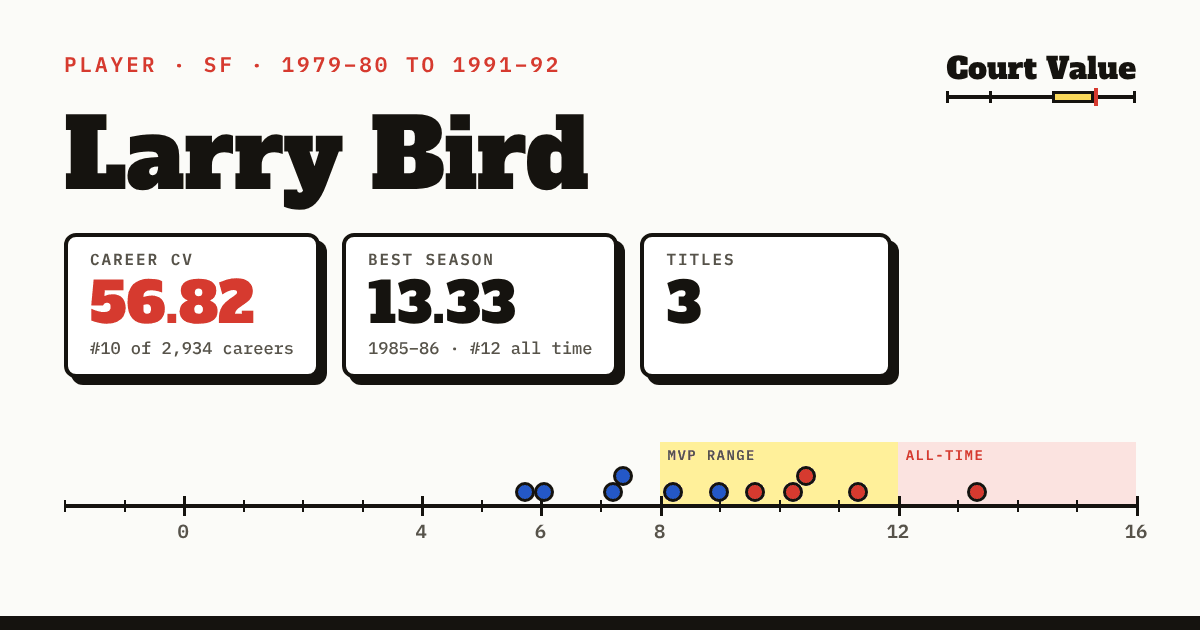 PLAYER · SF · 1979–80 TO 1991–92
Court Value
Larry Bird
CAREER CV
56.82
#10 of 2,934 careers
BEST SEASON
13.33
1985–86 · #12 all time
TITLES
3
MVP RANGE
ALL-TIME
0 4 6 8 12 16